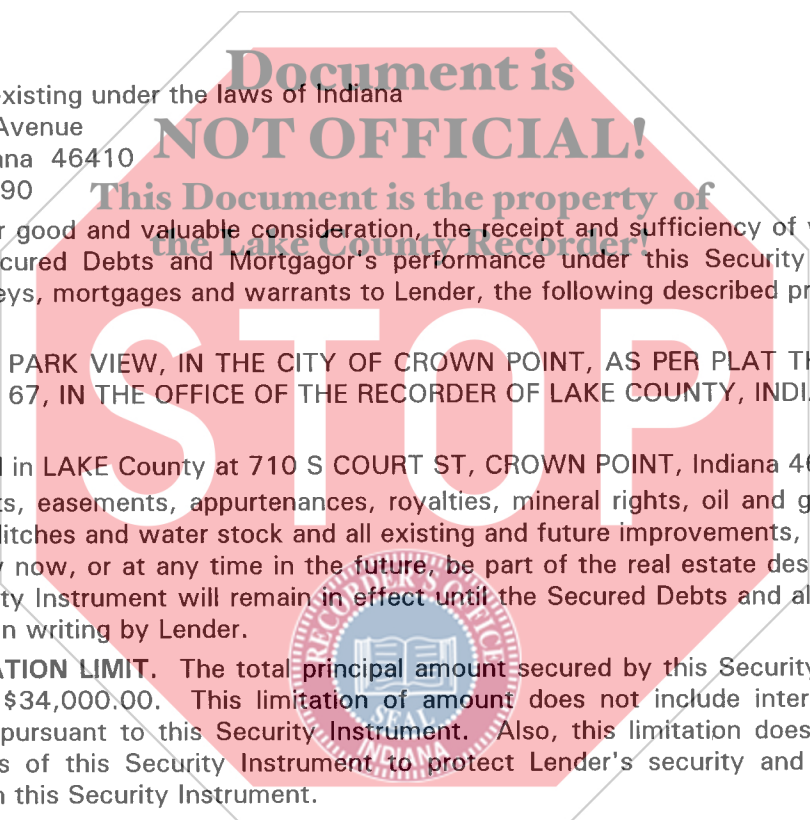 Document is
NOT OFFICIAL!
This Document is the property of
the Lake County Recorder!
STOP
existing under the laws of Indiana
Avenue
ana 46410
90
r good and valuable consideration, the receipt and sufficiency of
cured Debts and Mortgagor's performance under this Security
eys, mortgages and warrants to Lender, the following described pr
PARK VIEW, IN THE CITY OF CROWN POINT, AS PER PLAT TH
67, IN THE OFFICE OF THE RECORDER OF LAKE COUNTY, INDIA
d in LAKE County at 710 S COURT ST, CROWN POINT, Indiana 46
ts, easements, appurtenances, royalties, mineral rights, oil and g
ditches and water stock and all existing and future improvements,
y now, or at any time in the future, be part of the real estate des
ty Instrument will remain in effect until the Secured Debts and al
n writing by Lender.
ATION LIMIT. The total principal amount secured by this Security
$34,000.00. This limitation of amount does not include inter
pursuant to this Security Instrument. Also, this limitation does
s of this Security Instrument to protect Lender's security and
n this Security Instrument.
RECORDER'S OFFICE
SEAL
INDIANA